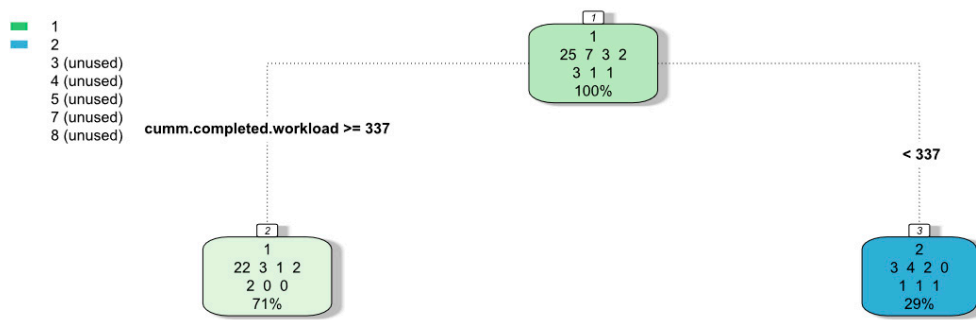 1
2
3 (unused)
4 (unused)
5 (unused)
7 (unused)
8 (unused)
1
1
25 7 3 2
3 1 1
100%
cumm.completed.workload >= 337
< 337
2
1
22 3 1 2
2 0 0
71%
3
2
3 4 2 0
1 1 1
29%